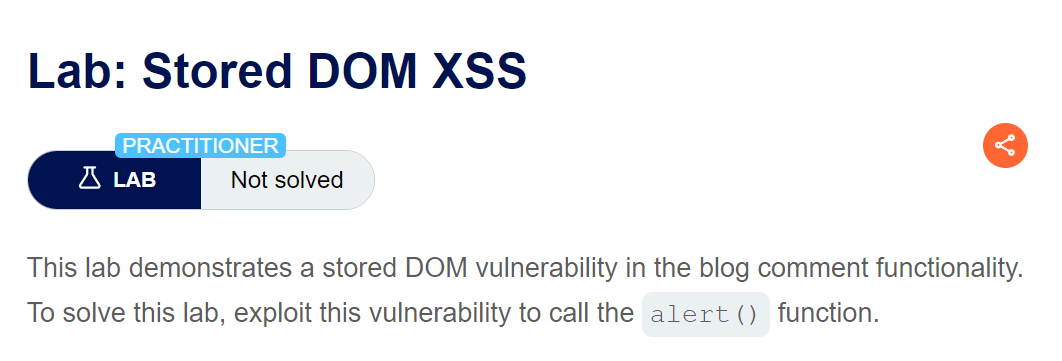 Lab: Stored DOM XSS
PRACTITIONER
LAB Not solved
This lab demonstrates a stored DOM vulnerability in the blog comment functionality.
To solve this lab, exploit this vulnerability to call the alert() function.